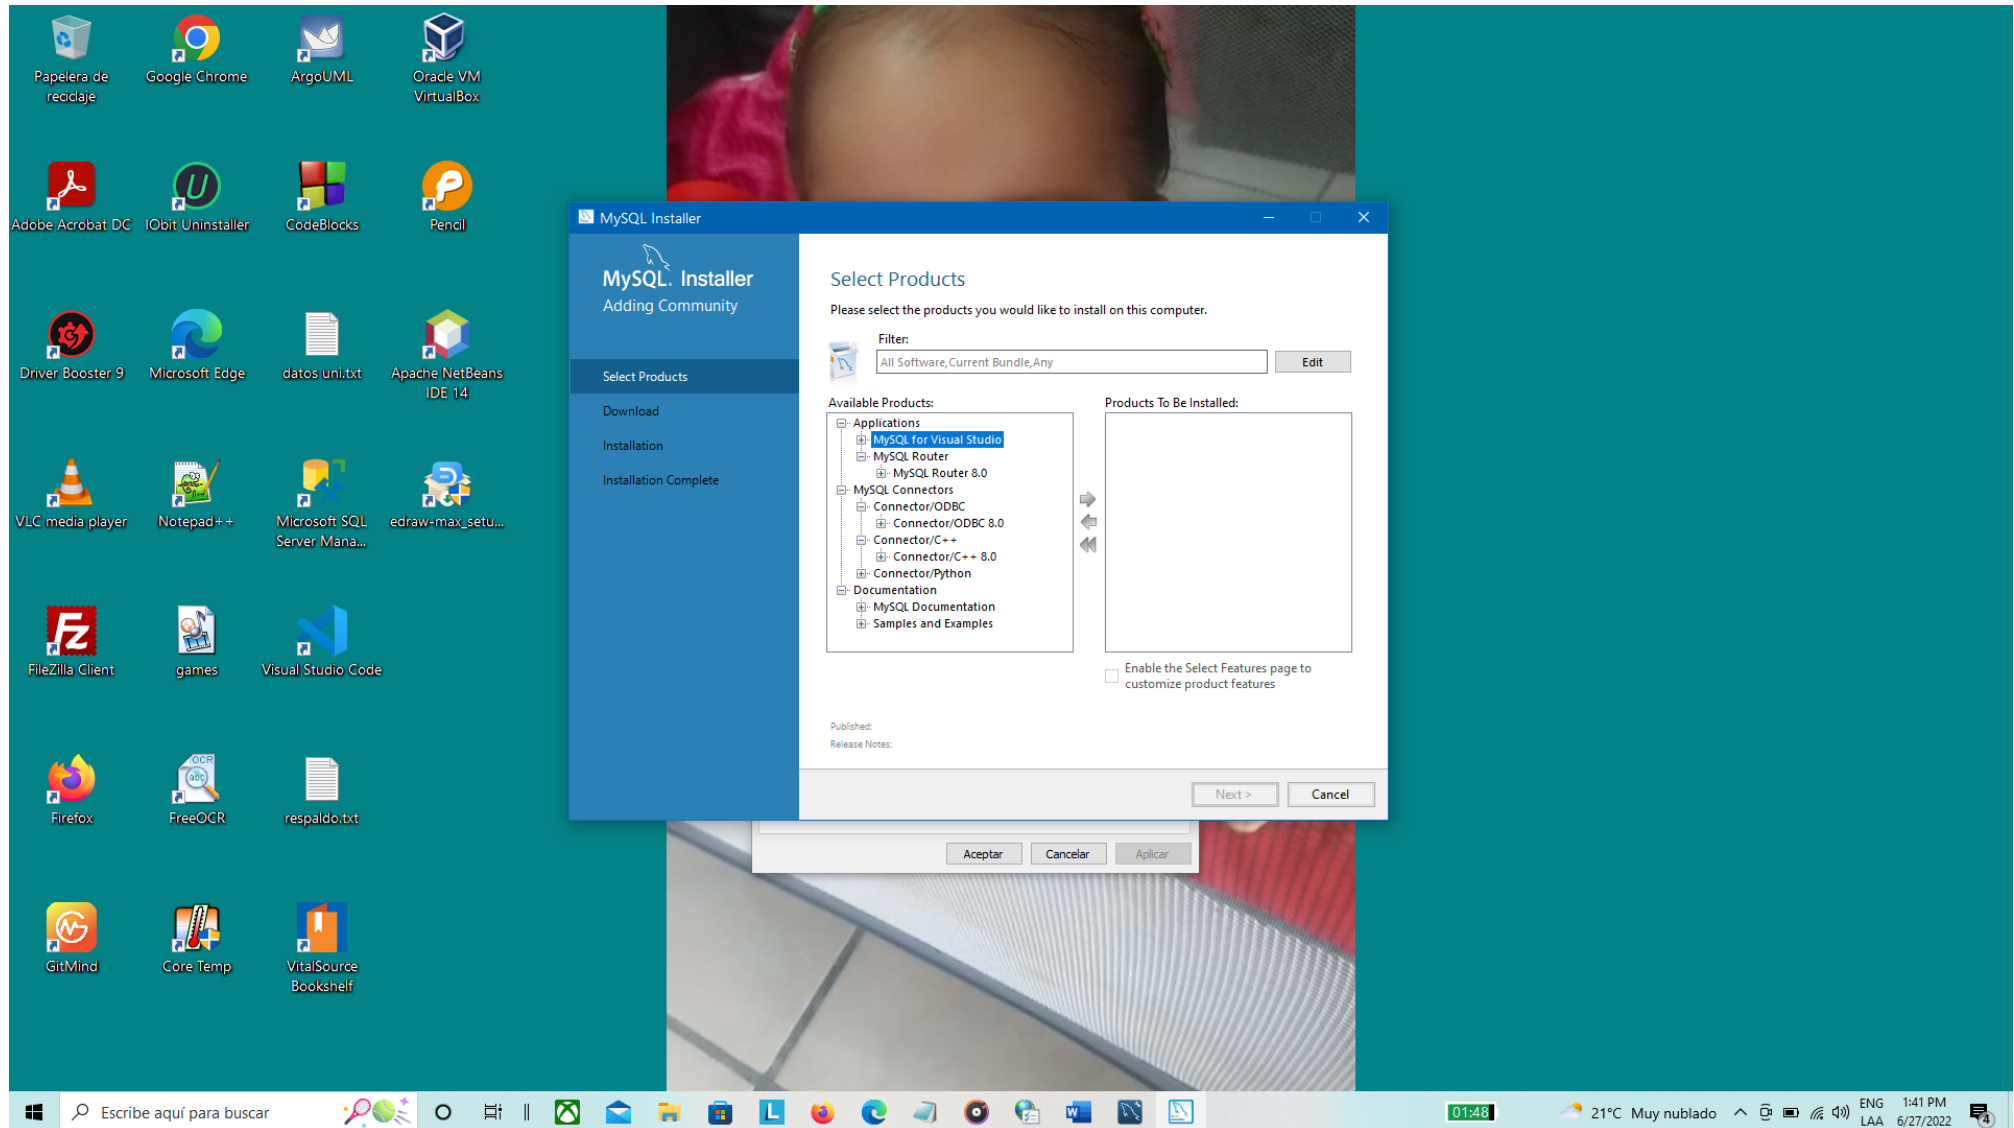 Papelera de
reciclaje
Google Chrome
ArgoUML
Oracle VM
VirtualBox
Adobe Acrobat DC
IObit Uninstaller
CodeBlocks
Pencil
Driver Booster 9
Microsoft Edge
datos uni.txt
Apache NetBeans
IDE 14
VLC media player
Notepad++
Microsoft SQL
Server Mana...
edraw-max_setu...
FileZilla Client
games
Visual Studio Code
Firefox
OCR
abc
FreeOCR
respaldo.txt
GitMind
Core Temp
VitalSource
Bookshelf
MySQL Installer
MySQL. Installer
Adding Community
Select Products
Download
Installation
Installation Complete
Select Products
Please select the products you would like to install on this computer.
Filter:
All Software,Current Bundle,Any
Edit
Available Products:
Products To Be Installed:
Applications
MySQL for Visual Studio
MySQL Router
MySQL Router 8.0
MySQL Connectors
Connector/ODBC
Connector/ODBC 8.0
Connector/C++
Connector/C++ 8.0
Connector/Python
Documentation
MySQL Documentation
Samples and Examples
Enable the Select Features page to
customize product features
Published:
Release Notes:
Next >
Cancel
Aceptar
Cancelar
Aplicar
Escribe aquí para buscar
L
01:48
21°C Muy nublado
ENG
LAA
1:41 PM
6/27/2022
4